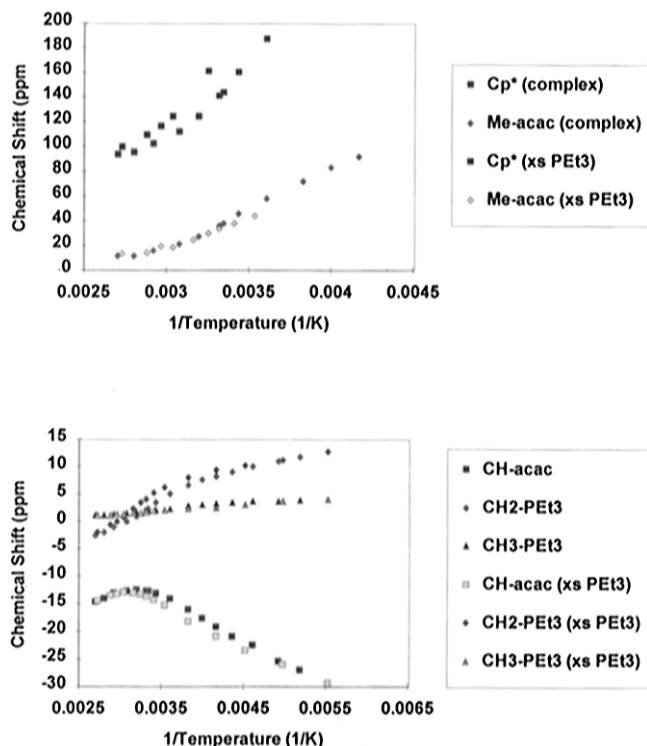 200
180
160
140
120
100
80
60
40
20
0
Chemical Shift (ppm
0.0025 0.003 0.0035 0.004 0.0045
1/Temperature (1/K)
Cp* (complex)
Me-acac (complex)
Cp* (xs PEt3)
Me-acac (xs PEt3)
15
10
5
0
-5
-10
-15
-20
-25
-30
Chemical Shift (ppm
0.0025 0.0035 0.0045 0.0055 0.0065
1/Temperature (1/K)
CH-acac
CH2-PEt3
CH3-PEt3
CH-acac (xs PEt3)
CH2-PEt3 (xs PEt3)
CH3-PEt3 (xs PEt3)